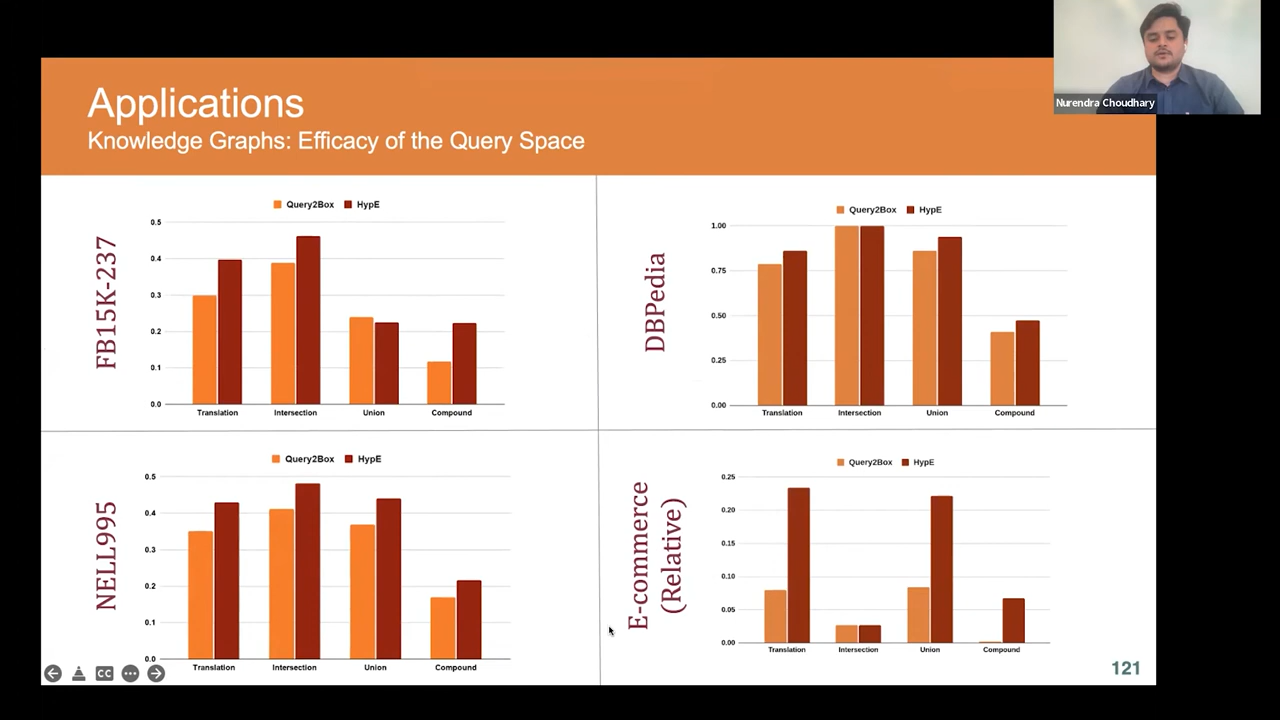 Applications
Knowledge Graphs: Efficacy of the Query Space
Nurendra Choudhary
FB15K-237
Query2Box HypE
0.5
0.4
0.3
0.2
0.1
0.0
Translation Intersection Union Compound
DBPedia
Query2Box HypE
1.00
0.75
0.50
0.25
0.00
Translation Intersection Union Compound
NELL995
Query2Box HypE
0.5
0.4
0.3
0.2
0.1
0.0
Translation Intersection Union Compound
E-commerce
(Relative)
Query2Box HypE
0.25
0.20
0.15
0.10
0.05
0.00
Translation Intersection Union Compound
CC
121